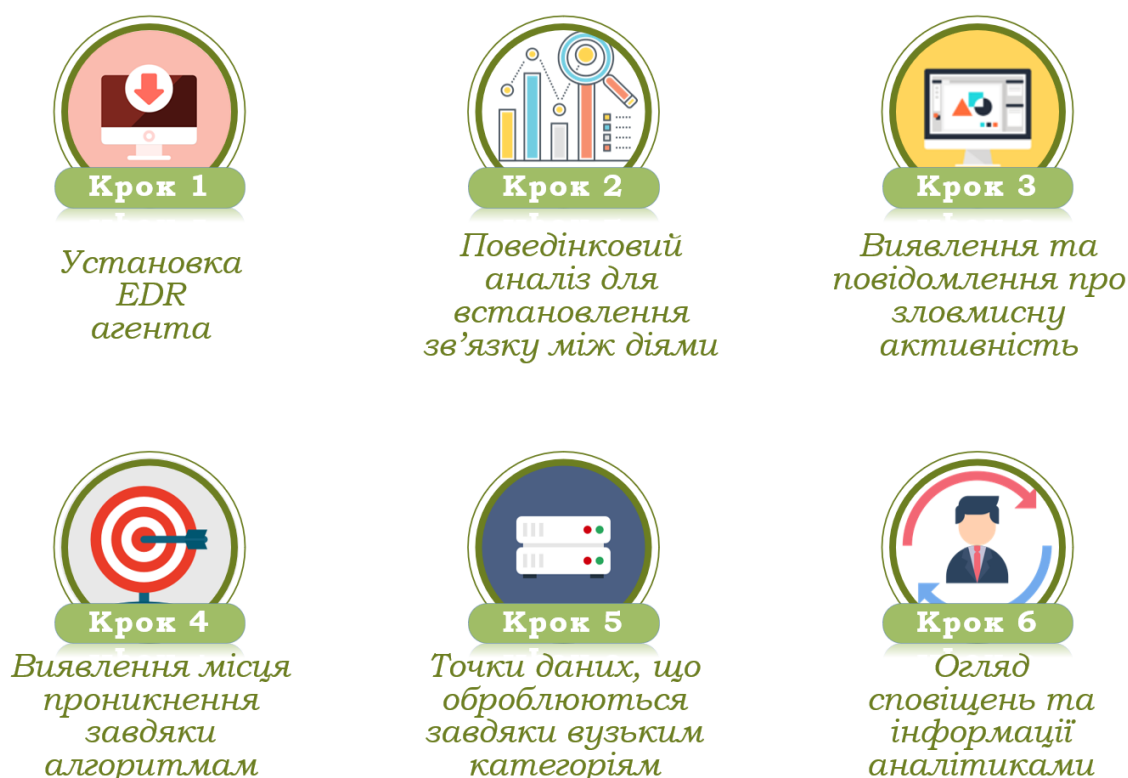 Крок 1
Установка
EDR
агента
Крок 2
Поведінковий
аналіз для
встановлення
зв’язку між діями
Крок 3
Виявлення та
повідомлення про
зловмисну
активність
Крок 4
Виявлення місця
проникнення
завдяки
алгоритмам
Крок 5
Точки даних, що
оброблюються
завдяки вузьким
категоріям
Крок 6
Огляд
сповіщень та
інформації
аналітиками